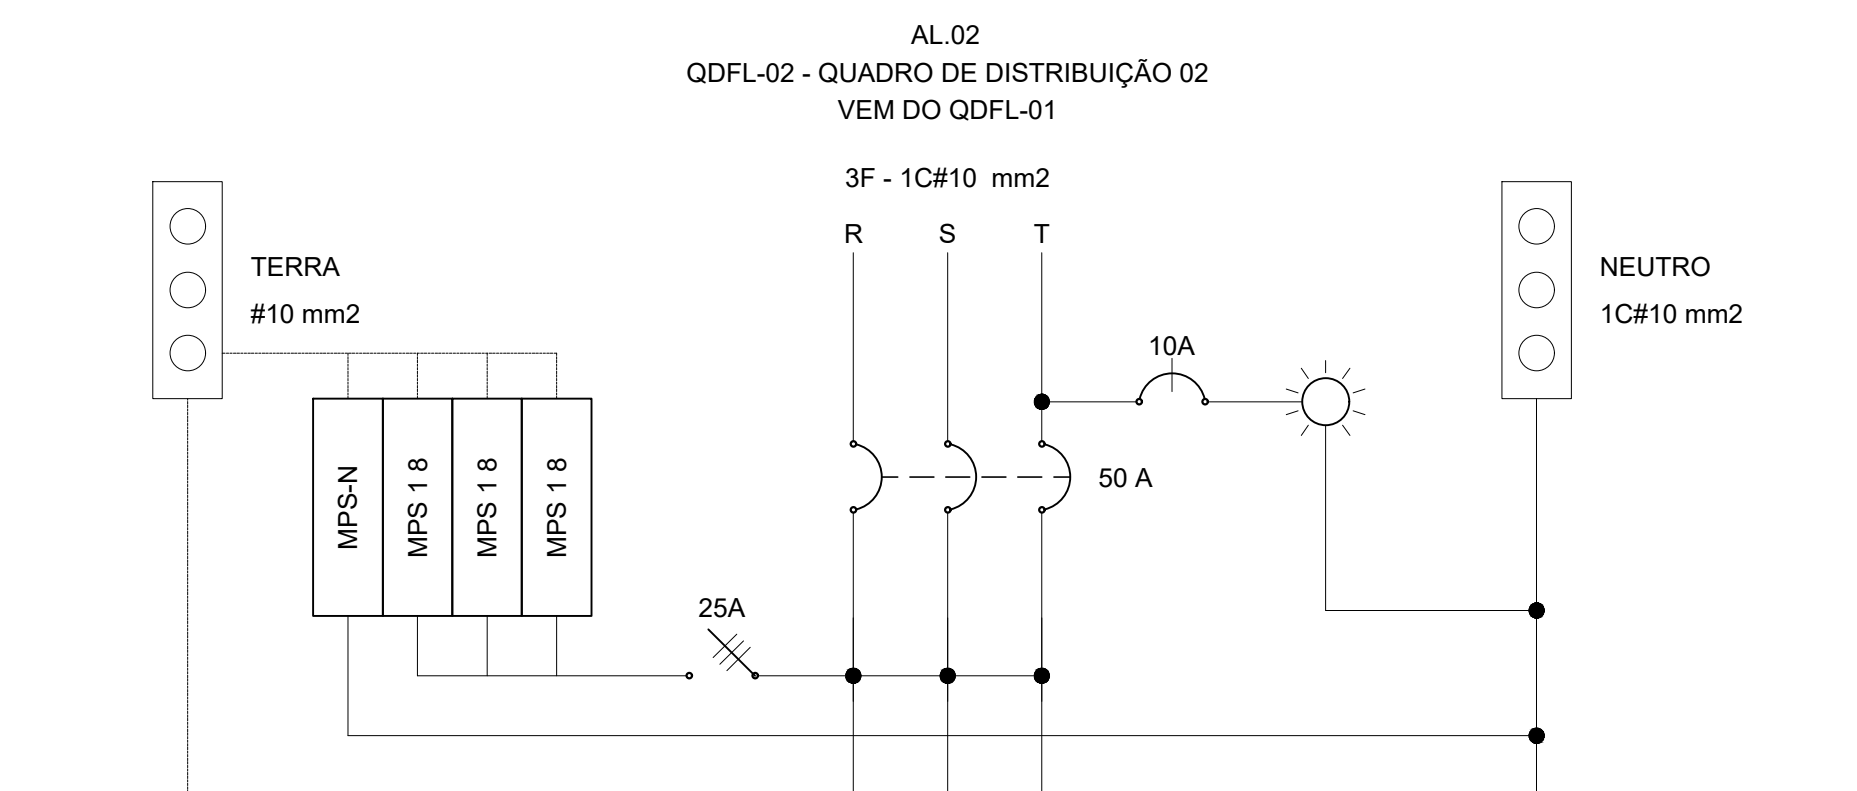 AL.02
QDFL-02 - QUADRO DE DISTRIBUIÇÃO 02
VEM DO QDFL-01
3F - 1C#10 mm2
R S T
TERRA
#10 mm2
NEUTRO
1C#10 mm2
10A
50 A
MPS-N
MPS 1 8
MPS 1 8
MPS 1 8
25A